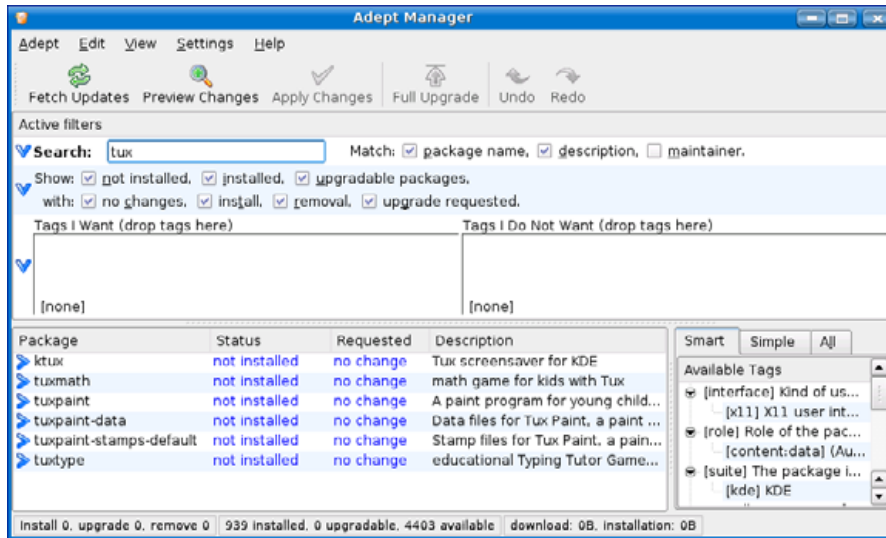 Adept Manager
Adept Edit View Settings Help
Fetch Updates Preview Changes Apply Changes Full Upgrade Undo Redo
Active filters
Search: tux Match: package name, description, maintainer.
Show: not installed, installed, upgradable packages,
with: no changes, install, removal, upgrade requested.
Tags I Want (drop tags here) Tags I Do Not Want (drop tags here)
[none] [none]
Package Status Requested Description
ktux not installed no change Tux screensaver for KDE
tuxmath not installed no change math game for kids with Tux
tuxpaint not installed no change A paint program for young child...
tuxpaint-data not installed no change Data files for Tux Paint, a paint ...
tuxpaint-stamps-default not installed no change Stamp files for Tux Paint, a pain...
tuxtype not installed no change educational Typing Tutor Game...
Smart Simple All
Available Tags
[interface] Kind of us...
[x11] X11 user int...
[role] Role of the pac...
[content:data] (Au...
[suite] The package i...
[kde] KDE
Install 0, upgrade 0, remove 0 939 installed, 0 upgradable, 4403 available download: 0B, installation: 0B